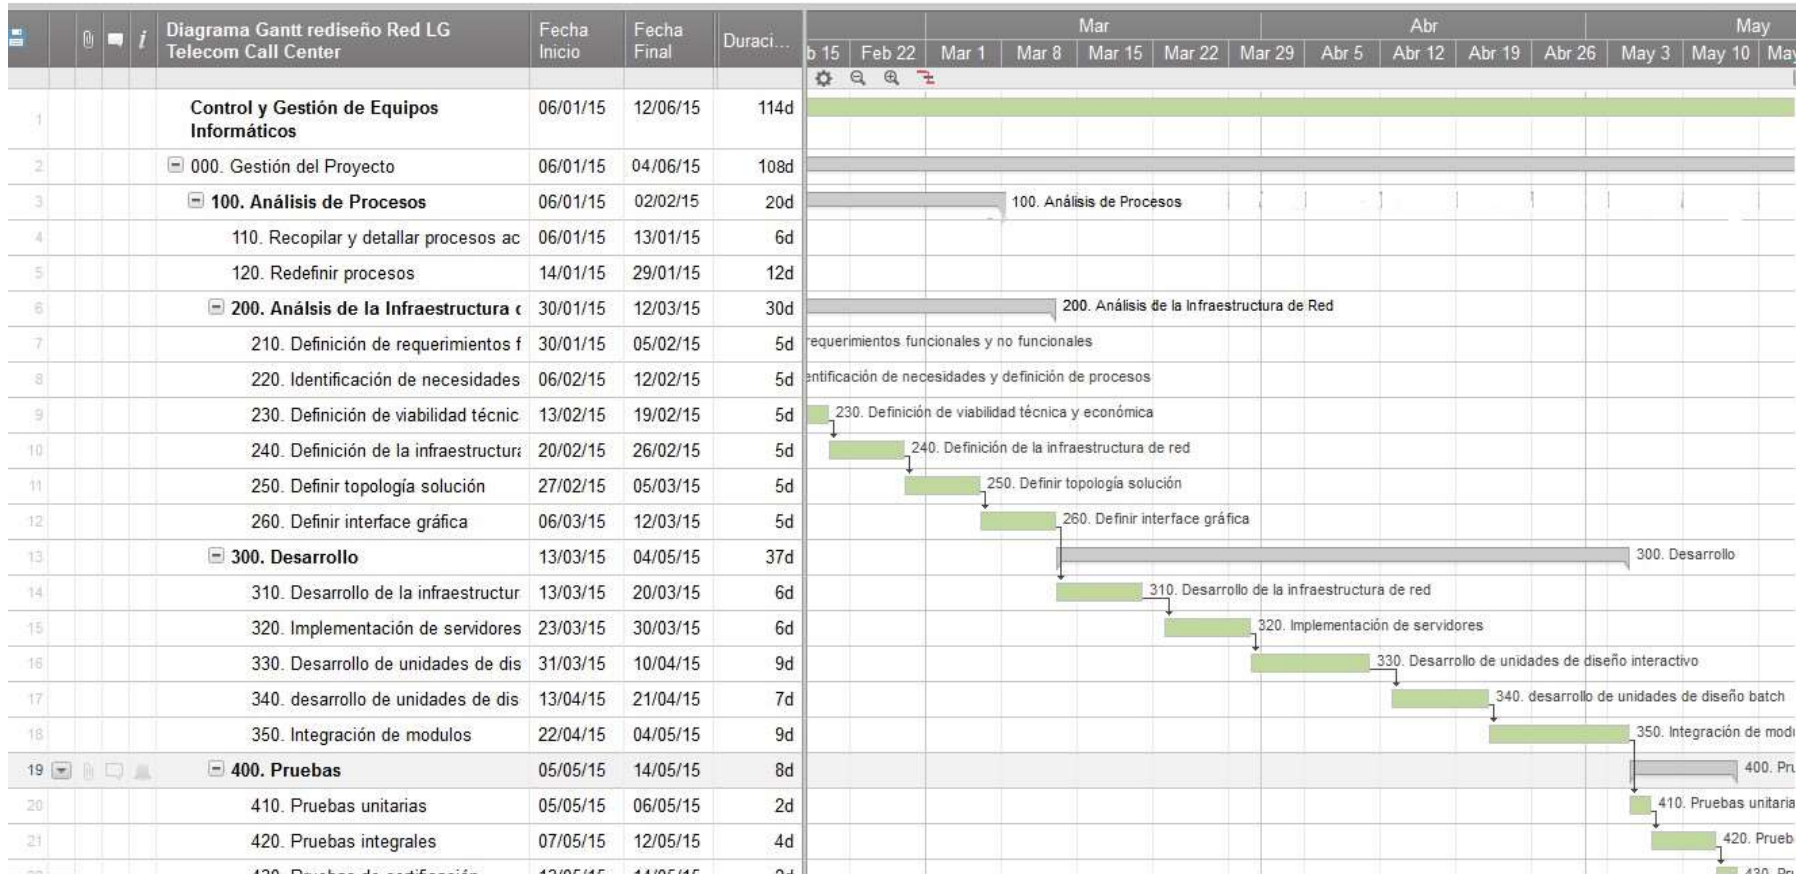 Diagrama Gantt rediseño Red LG Telecom Call Center
Fecha Inicio
Fecha Final
Duraci...
Mar
Abr
May
b 15 Feb 22 Mar 1 Mar 8 Mar 15 Mar 22 Mar 29 Abr 5 Abr 12 Abr 19 Abr 26 May 3 May 10 May
1 Control y Gestión de Equipos Informáticos 06/01/15 12/06/15 114d
2 000. Gestión del Proyecto 06/01/15 04/06/15 108d
3 100. Análisis de Procesos 06/01/15 02/02/15 20d 100. Análisis de Procesos
4 110. Recopilar y detallar procesos ac 06/01/15 13/01/15 6d
5 120. Redefinir procesos 14/01/15 29/01/15 12d
6 200. Análsis de la Infraestructura 30/01/15 12/03/15 30d 200. Análisis de la Infraestructura de Red
7 210. Definición de requerimientos f 30/01/15 05/02/15 5d requerimientos funcionales y no funcionales
8 220. Identificación de necesidades 06/02/15 12/02/15 5d entificación de necesidades y definición de procesos
9 230. Definición de viabilidad técnic 13/02/15 19/02/15 5d 230. Definición de viabilidad técnica y económica
10 240. Definición de la infraestructura 20/02/15 26/02/15 5d 240. Definición de la infraestructura de red
11 250. Definir topología solución 27/02/15 05/03/15 5d 250. Definir topología solución
12 260. Definir interface gráfica 06/03/15 12/03/15 5d 260. Definir interface gráfica
13 300. Desarrollo 13/03/15 04/05/15 37d 300. Desarrollo
14 310. Desarrollo de la infraestructur 13/03/15 20/03/15 6d 310. Desarrollo de la infraestructura de red
15 320. Implementación de servidores 23/03/15 30/03/15 6d 320. Implementación de servidores
16 330. Desarrollo de unidades de dis 31/03/15 10/04/15 9d 330. Desarrollo de unidades de diseño interactivo
17 340. desarrollo de unidades de dis 13/04/15 21/04/15 7d 340. desarrollo de unidades de diseño batch
18 350. Integración de modulos 22/04/15 04/05/15 9d 350. Integración de modu
19 400. Pruebas 05/05/15 14/05/15 8d 400. Pru
20 410. Pruebas unitarias 05/05/15 06/05/15 2d 410. Pruebas unitaria
21 420. Pruebas integrales 07/05/15 12/05/15 4d 420. Prueb